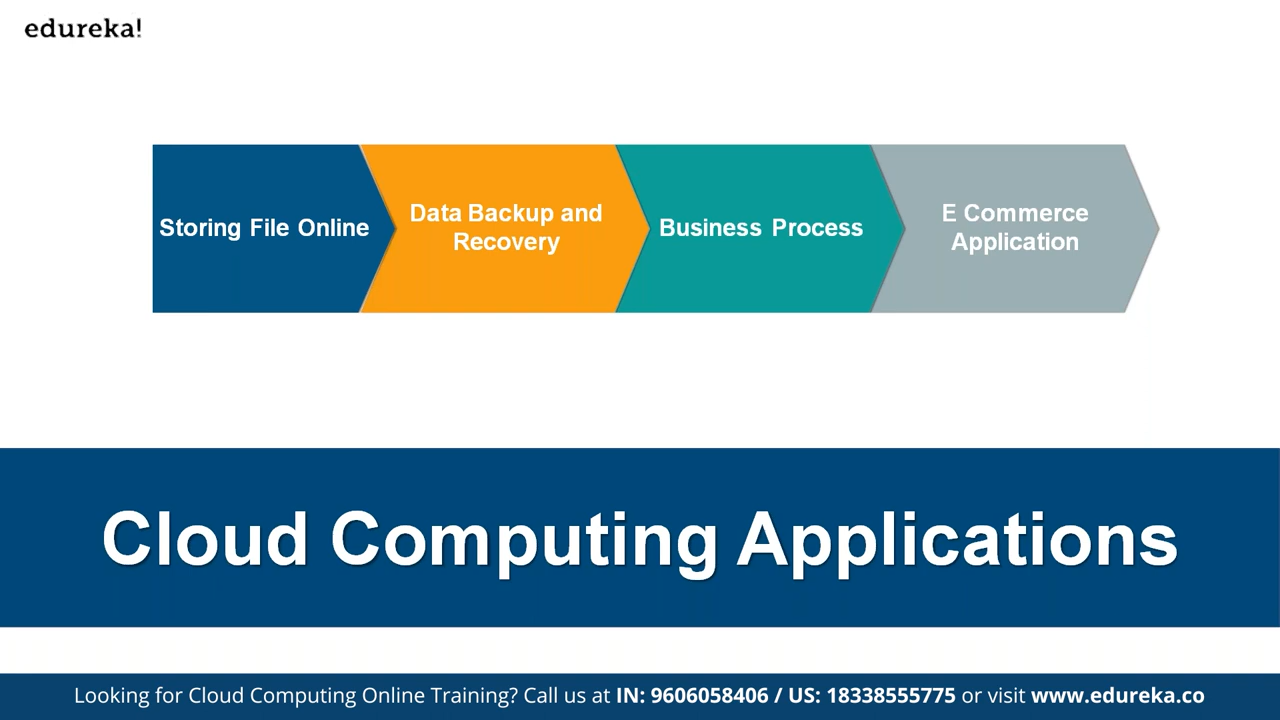 edureka!
Storing File Online
Data Backup and
Recovery
Business Process
E Commerce
Application
Cloud Computing Applications
Looking for Cloud Computing Online Training? Call us at IN: 9606058406 / US: 18338555775 or visit www.edureka.co